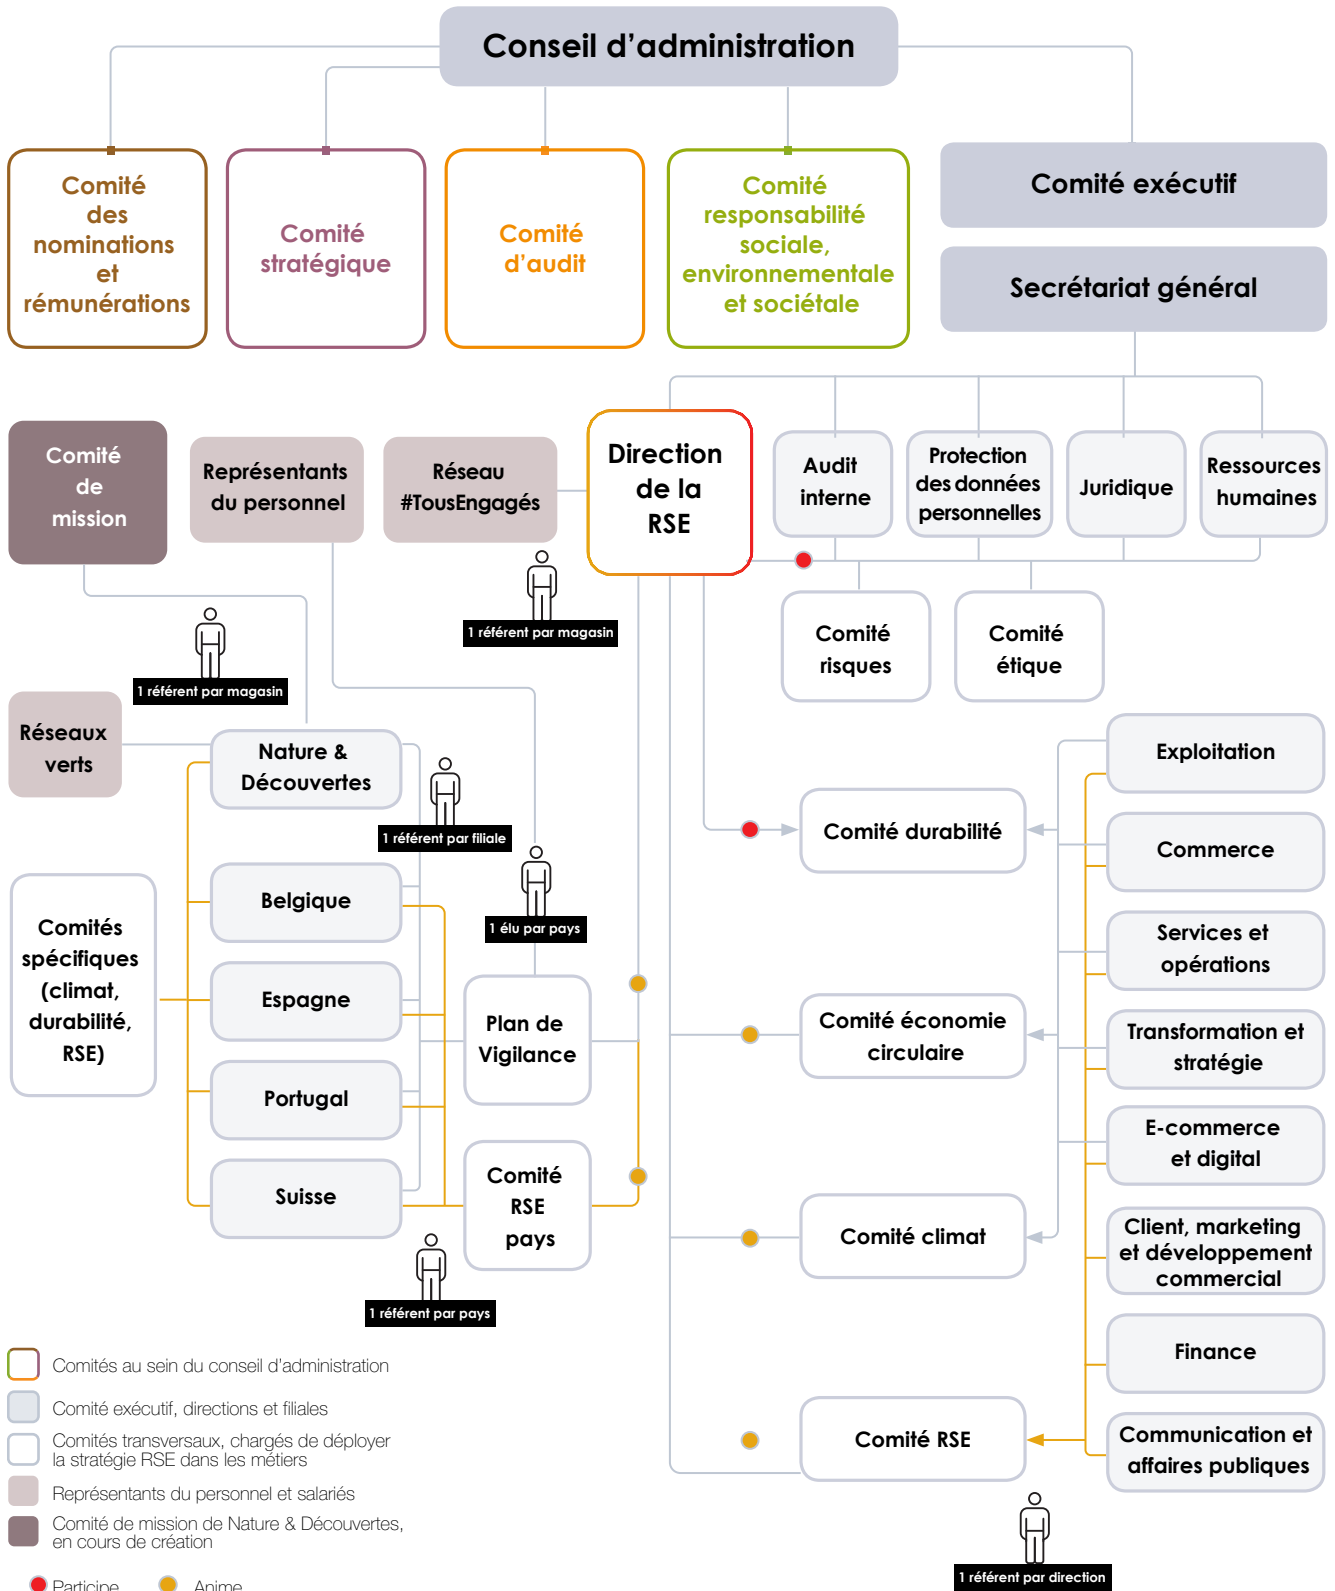 Conseil d’administration
Comité
des
nominations
et
rémunérations
Comité
stratégique
Comité
d’audit
Comité
responsabilité
sociale,
environnementale
et sociétale
Comité exécutif
Secrétariat général
Comité
de
mission
Représentants
du personnel
Réseau
#TousEngagés
Direction
de la
RSE
Audit
interne
Protection
des données
personnelles
Juridique
Ressources
humaines
1 référent par magasin
Comité
risques
Comité
étique
1 référent par magasin
Réseaux
verts
Nature &
Découvertes
1 référent par filiale
Exploitation
Comité durabilité
Commerce
Comités
spécifiques
(climat,
durabilité,
RSE)
Belgique
1 élu par pays
Services et
opérations
Espagne
Plan de
Vigilance
Comité économie
circulaire
Transformation et
stratégie
Portugal
E-commerce
et digital
Suisse
Comité
RSE
pays
Comité climat
Client, marketing
et développement
commercial
1 référent par pays
Finance
Comité RSE
Communication et
affaires publiques
1 référent par direction
Comités au sein du conseil d’administration
Comité exécutif, directions et filiales
Comités transversaux, chargés de déployer
la stratégie RSE dans les métiers
Représentants du personnel et salariés
Comité de mission de Nature & Découvertes,
en cours de création
Participe
Anime